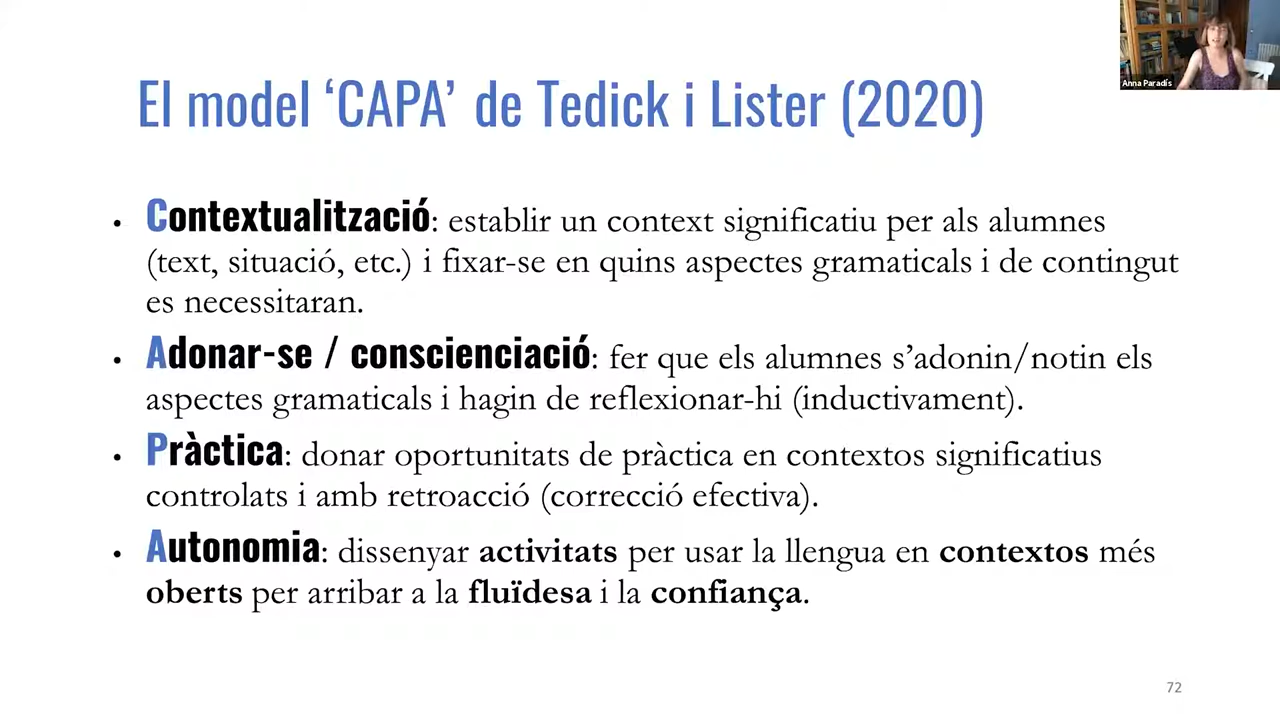 El model ‘CAPA’ de Tedick i Lister (2020)
Anna Paradís
• Contextualització: establir un context significatiu per als alumnes
(text, situació, etc.) i fixar-se en quins aspectes gramaticals i de contingut
es necessitaran.
• Adonar-se / conscienciació: fer que els alumnes s’adonin/notin els
aspectes gramaticals i hagin de reflexionar-hi (inductivament).
• Pràctica: donar oportunitats de pràctica en contextos significatius
controlats i amb retroacció (correcció efectiva).
• Autonomia: dissenyar activitats per usar la llengua en contextos més
oberts per arribar a la fluïdesa i la confiança.
72